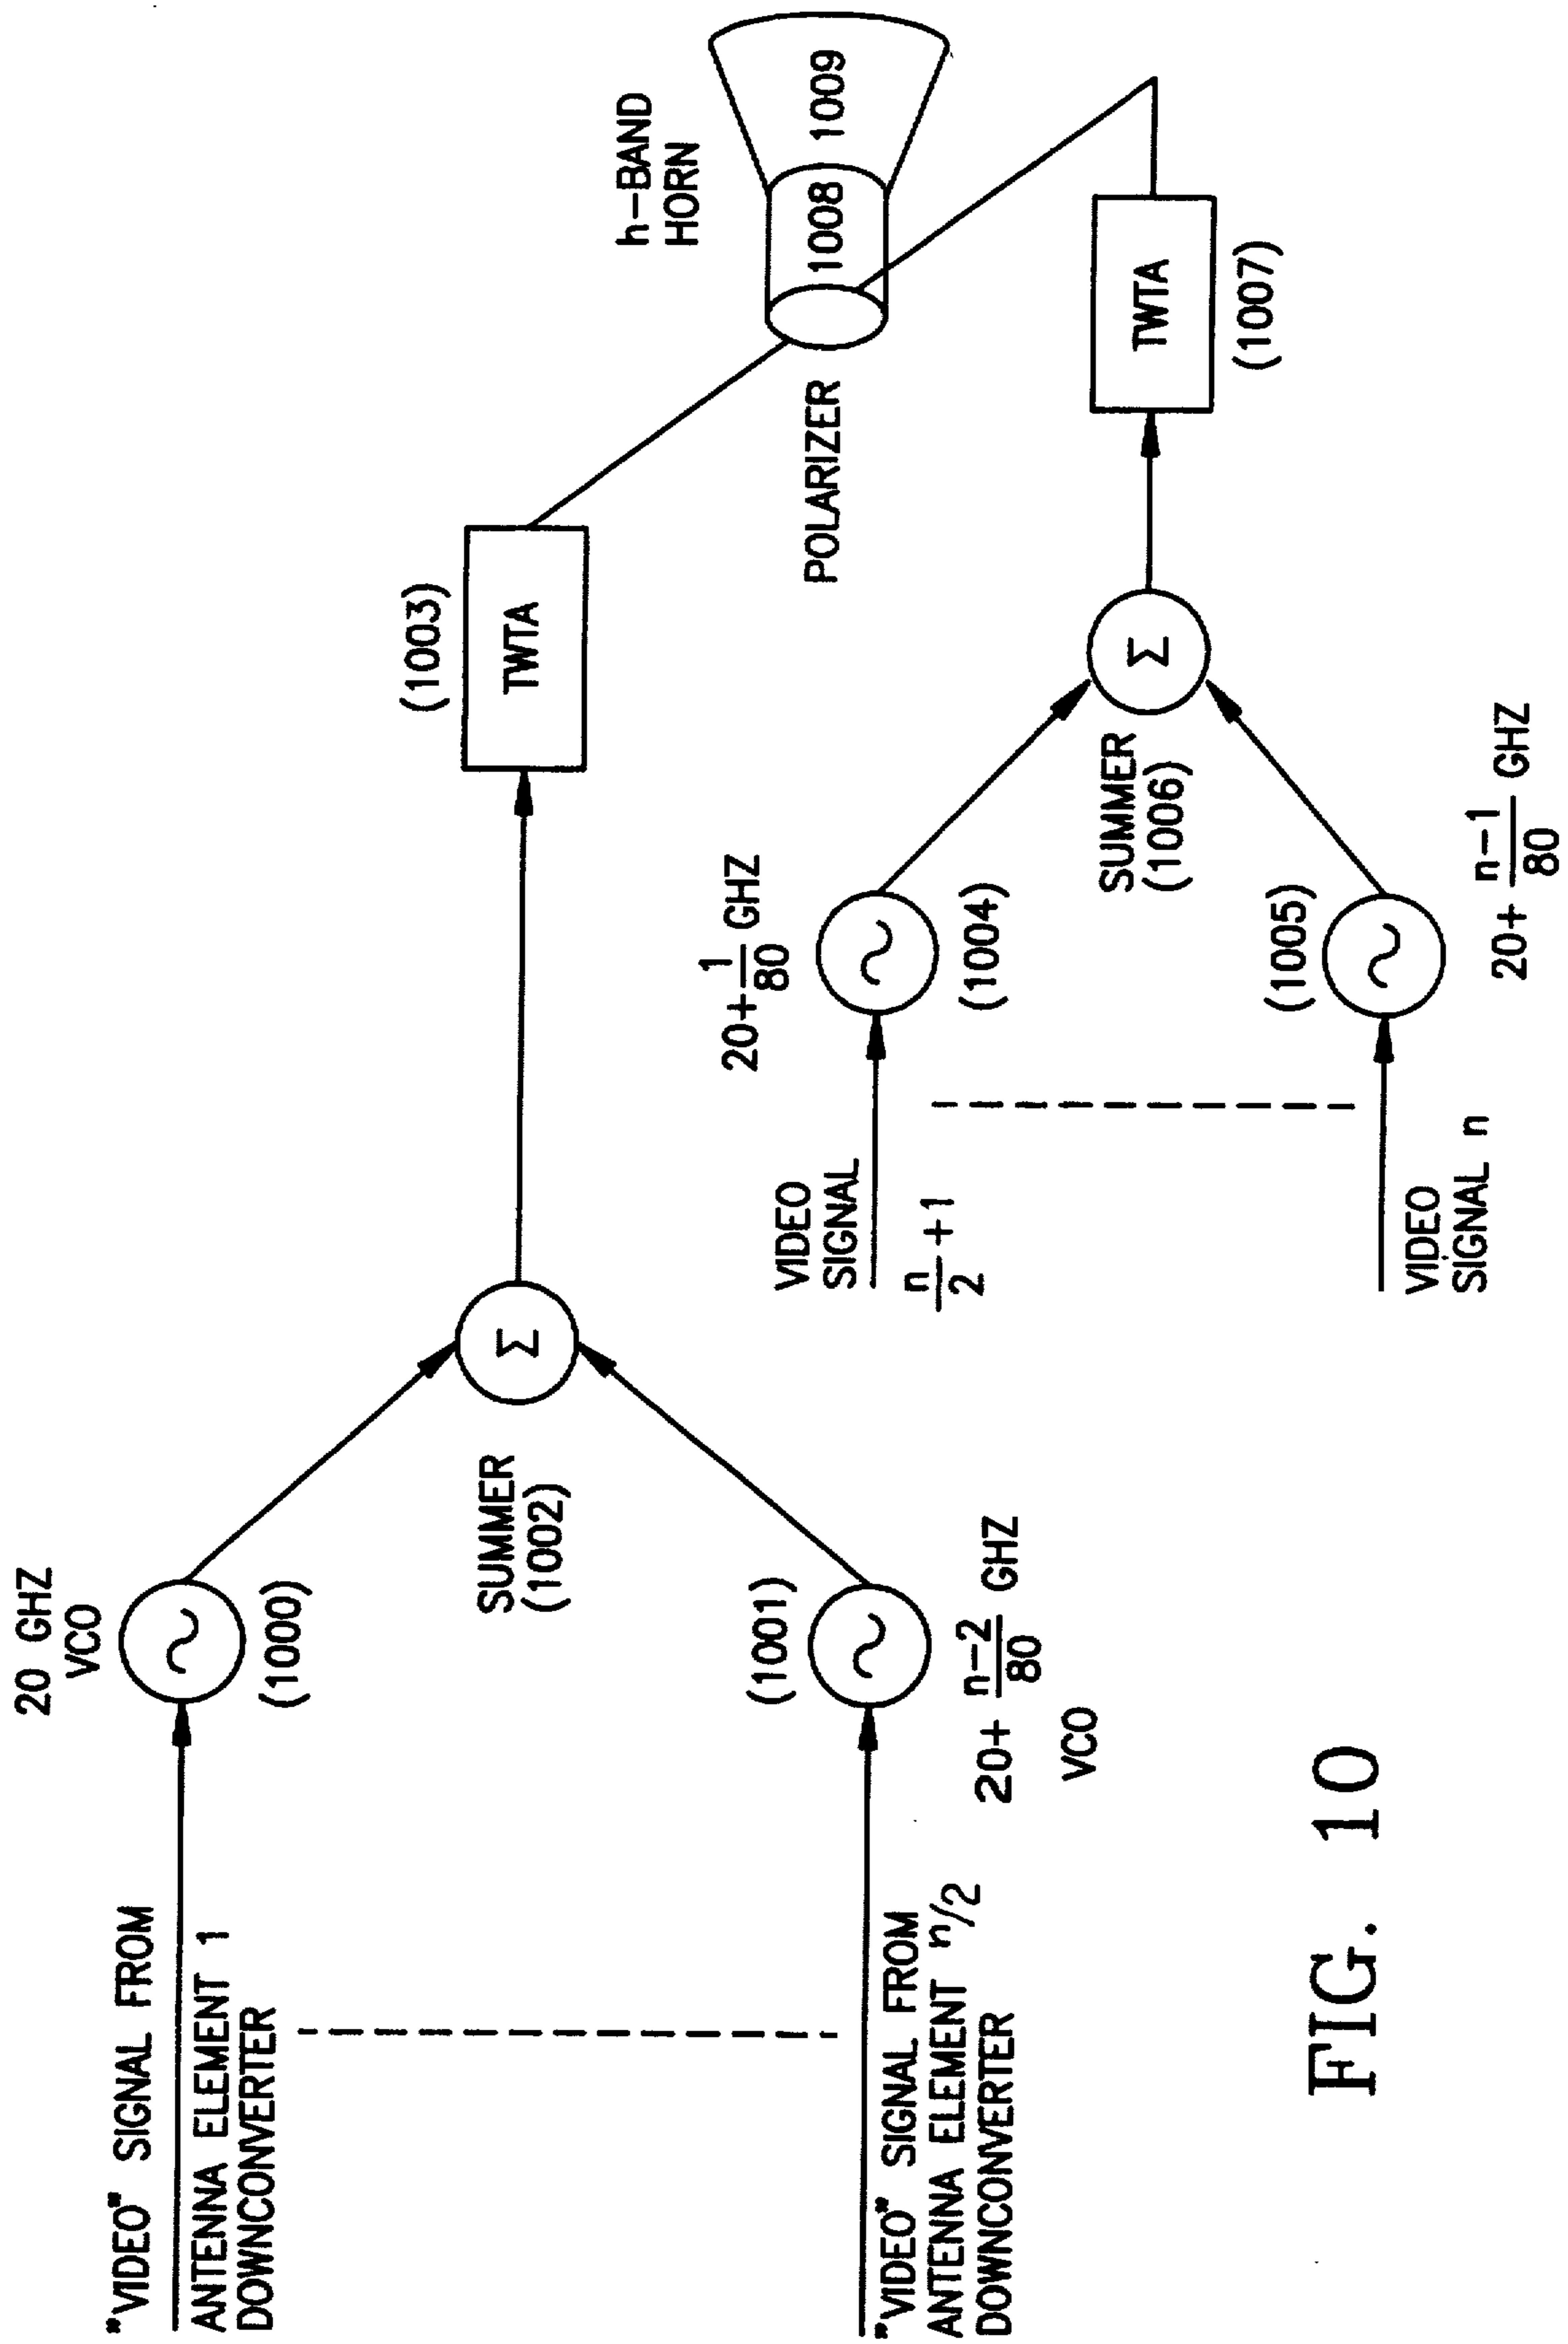 "VIDEO" SIGNAL FROM
ANTENNA ELEMENT 1
DOWNCONVERTER
20 GHZ
VCO
(1000)
"VIDEO" SIGNAL FROM
ANTENNA ELEMENT n/2
DOWNCONVERTER
(1001)
20+ n-2/80 GHZ
VCO
SUMMER
(1002)
Σ
(1003)
TWTA
h-BAND
HORN
1008 1009
POLARIZER
VIDEO
SIGNAL
n/2 +1
20+ 1/80 GHZ
(1004)
VIDEO
SIGNAL n
(1005)
20+ n-1/80 GHZ
SUMMER
(1006)
Σ
TWTA
(1007)
FIG. 10